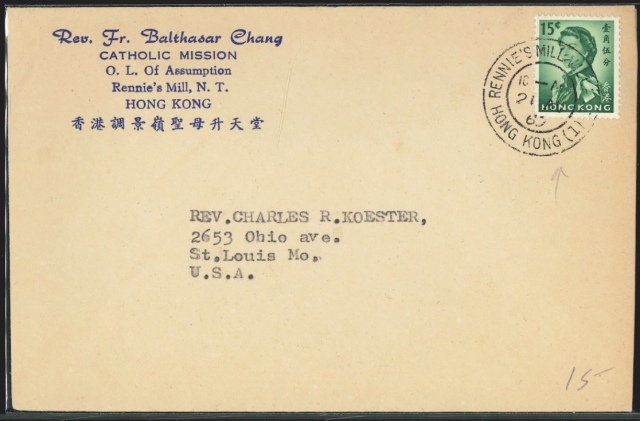 Rev. Fr. Balthasar Chang
CATHOLIC MISSION
O. L. Of Assumption
Rennie's Mill, N. T.
HONG KONG
香港調景嶺聖母升天堂
15¢
壹角伍分
香港
HONG KONG
RENNIE'S MILL
HONG KONG (1)
REV.CHARLES R.KOESTER,
2653 Ohio ave.
St.Louis Mo.
U.S.A.
15